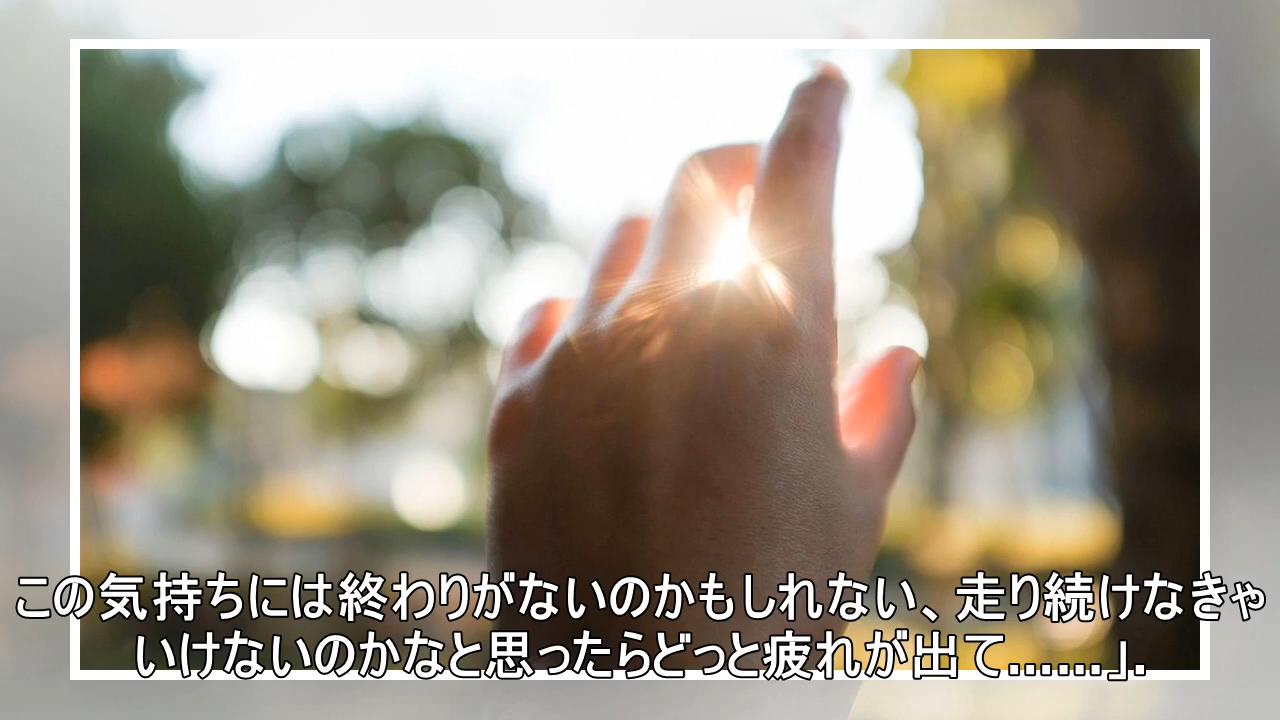 この気持ちには終わりがないのかもしれない、走り続けなきゃ
いけないのかなと思ったらどっと疲れが出て……」.